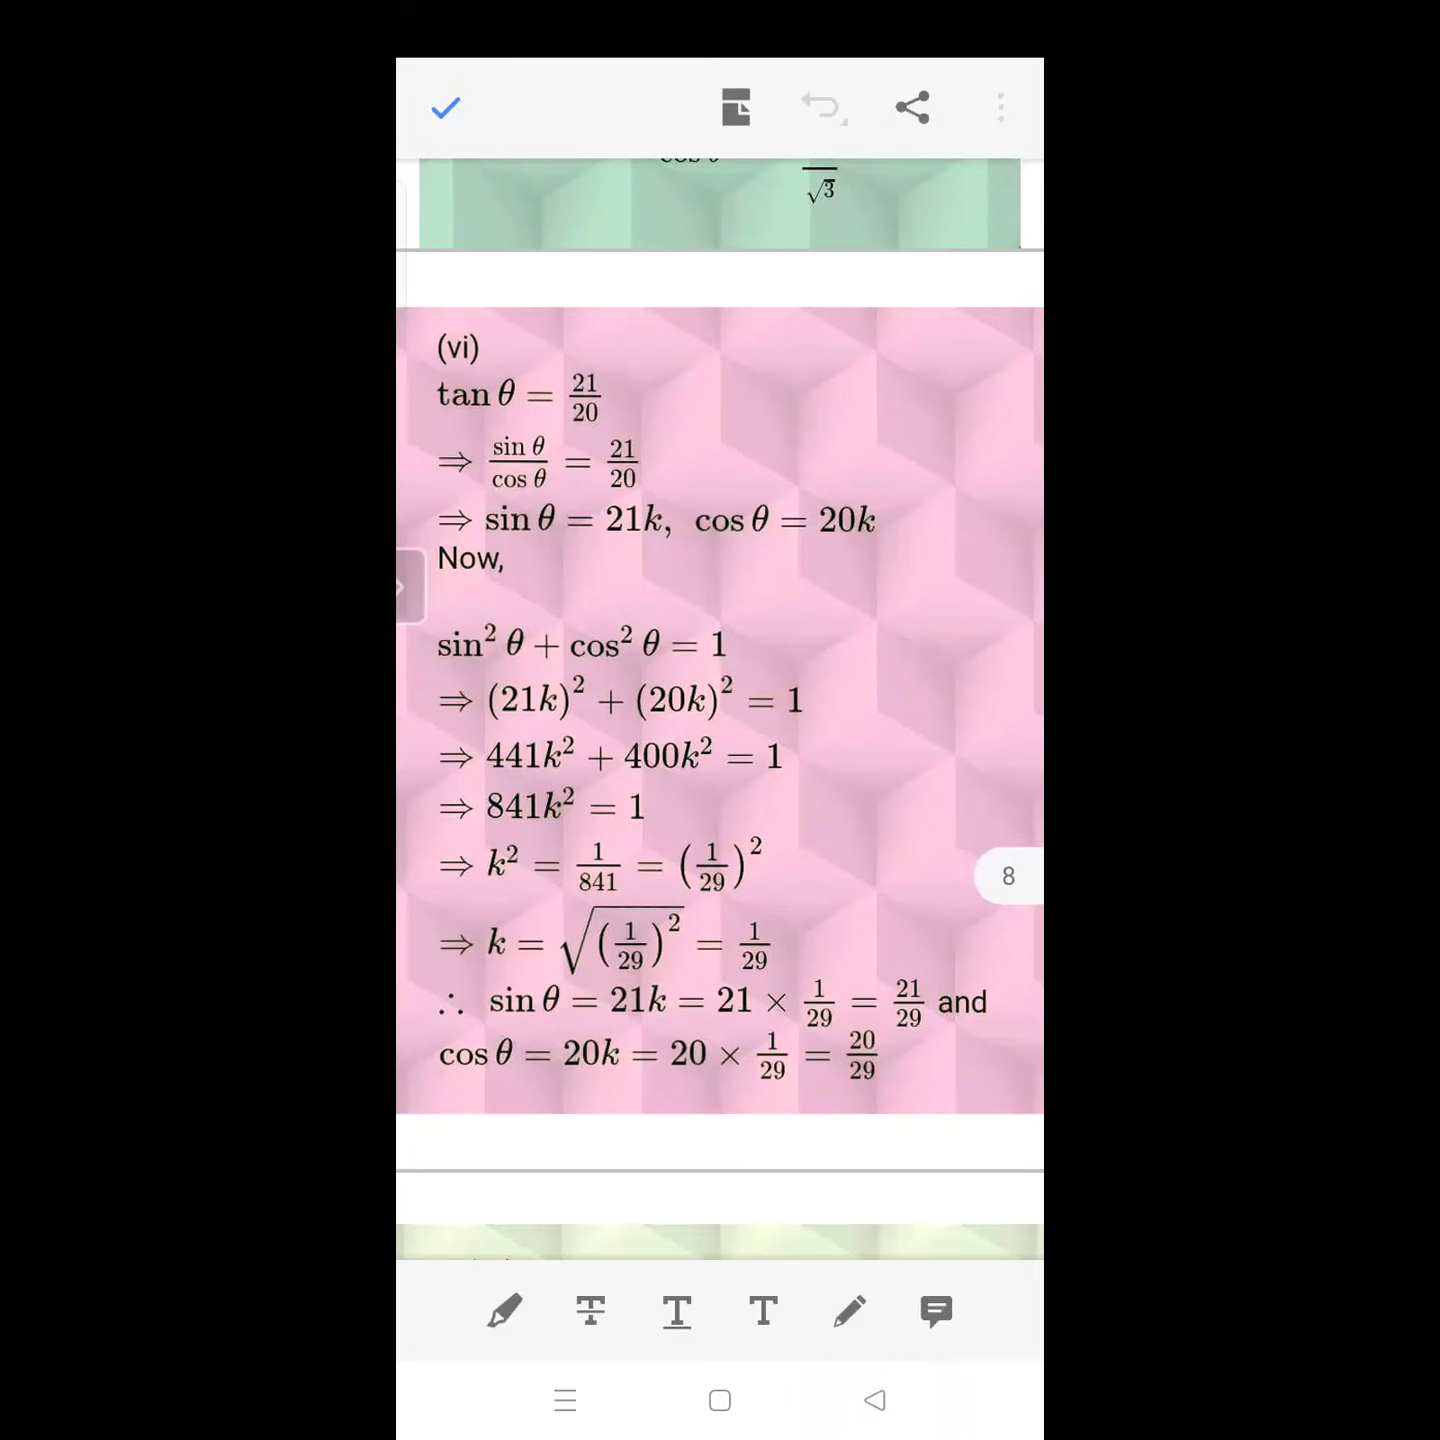 √3
(vi)
tan θ = 21/20
⇒ sin θ/cos θ = 21/20
⇒ sin θ = 21k, cos θ = 20k
Now,
sin² θ + cos² θ = 1
⇒ (21k)² + (20k)² = 1
⇒ 441k² + 400k² = 1
⇒ 841k² = 1
⇒ k² = 1/841 = (1/29)²
⇒ k = √(1/29)² = 1/29
∴ sin θ = 21k = 21 × 1/29 = 21/29 and
cos θ = 20k = 20 × 1/29 = 20/29
8